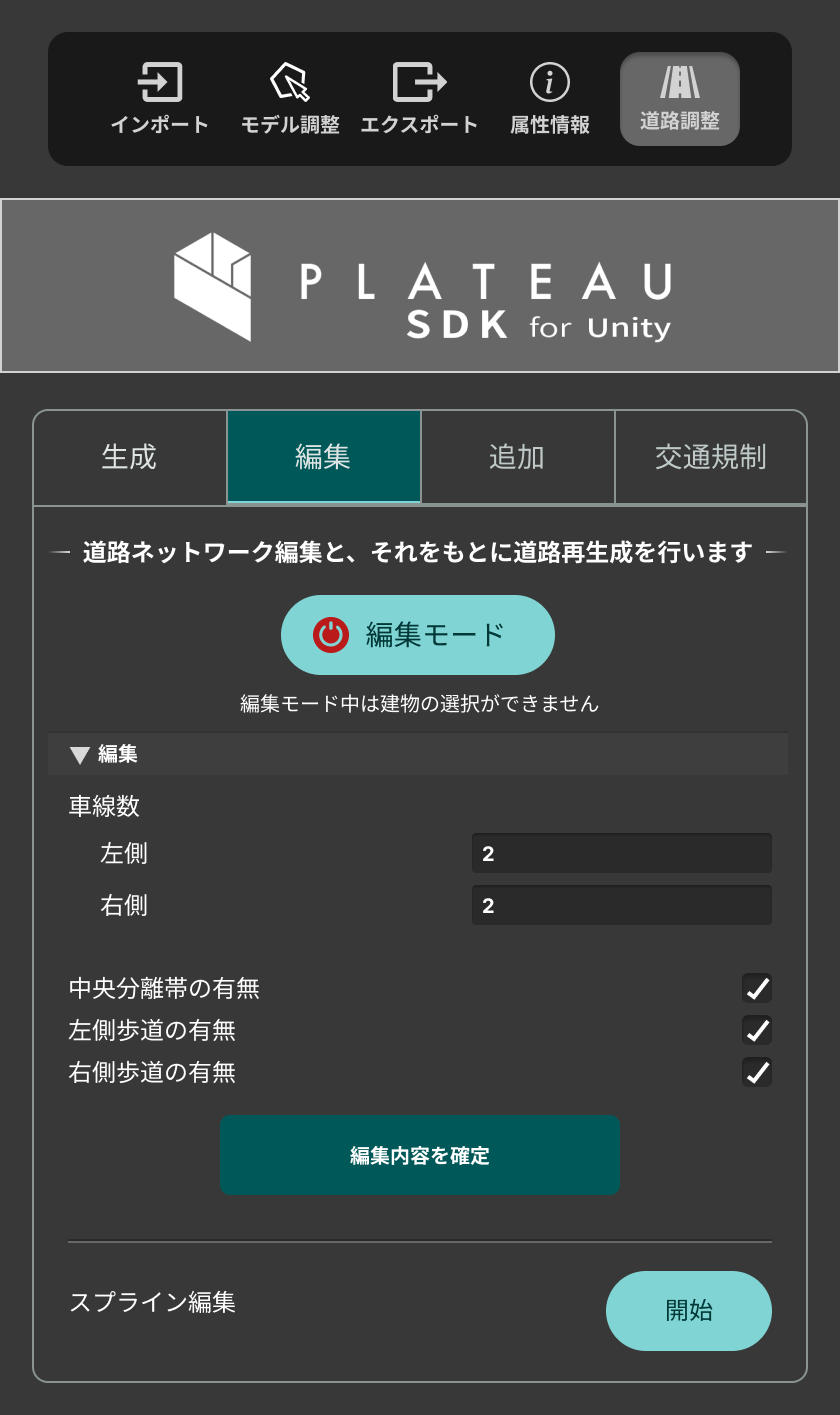 インポート
モデル調整
エクスポート
i
属性情報
道路調整
PLATEAU
SDK for Unity
生成
編集
追加
交通規制
道路ネットワーク編集と、それをもとに道路再生成を行います
編集モード
編集モード中は建物の選択ができません
▼ 編集
車線数
左側
2
右側
2
中央分離帯の有無
左側歩道の有無
右側歩道の有無
編集内容を確定
スプライン編集
開始